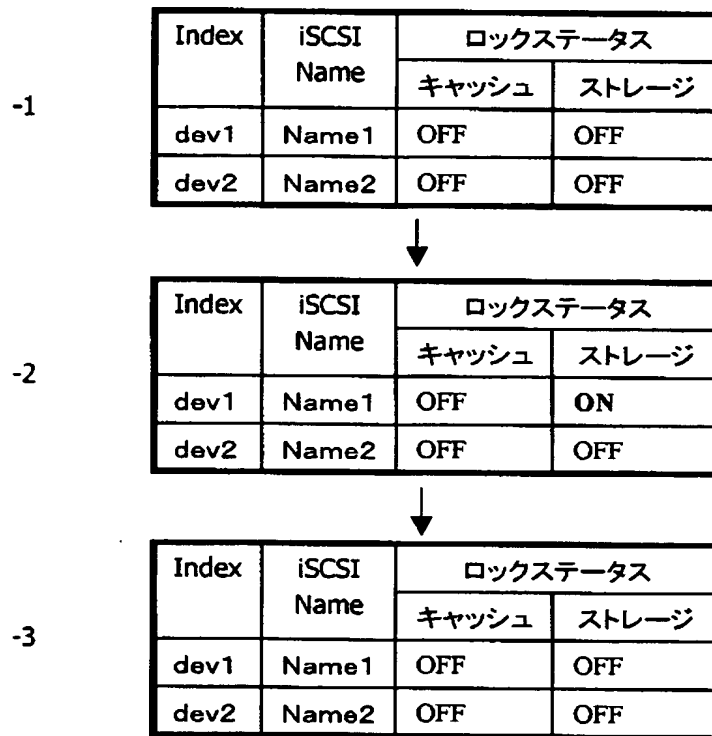 -1
Index iSCSI Name ロックステータス
キャッシュ ストレージ
dev1 Name1 OFF OFF
dev2 Name2 OFF OFF
-2
Index iSCSI Name ロックステータス
キャッシュ ストレージ
dev1 Name1 OFF ON
dev2 Name2 OFF OFF
-3
Index iSCSI Name ロックステータス
キャッシュ ストレージ
dev1 Name1 OFF OFF
dev2 Name2 OFF OFF